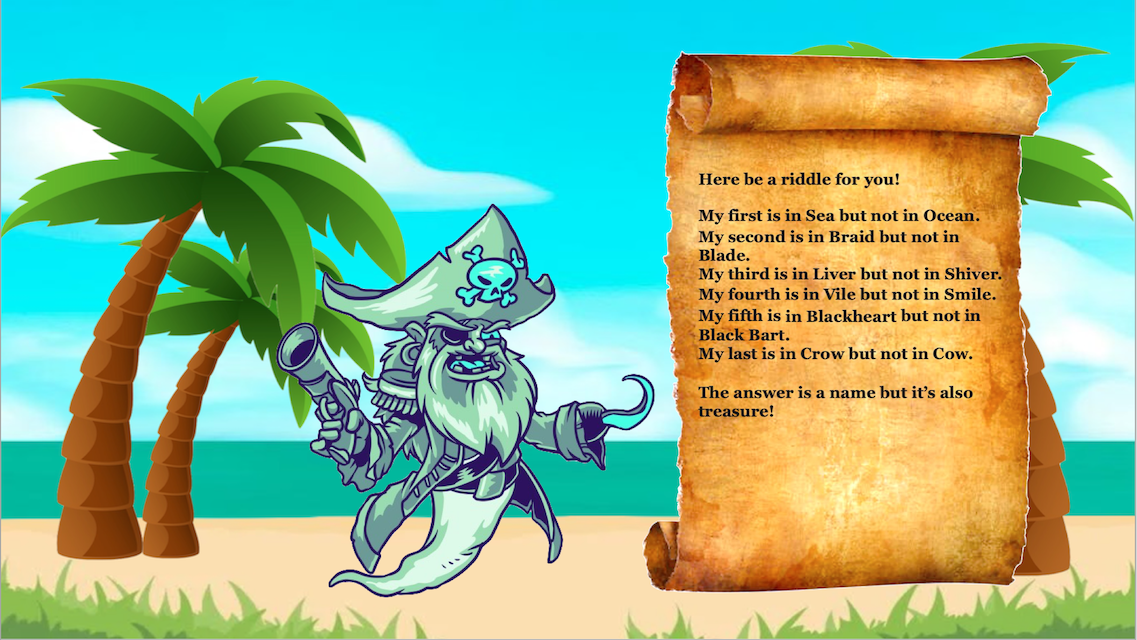 Here be a riddle for you!
My first is in Sea but not in Ocean.
My second is in Braid but not in
Blade.
My third is in Liver but not in Shiver.
My fourth is in Vile but not in Smile.
My fifth is in Blackheart but not in
Black Bart.
My last is in Crow but not in Cow.
The answer is a name but it’s also
treasure!